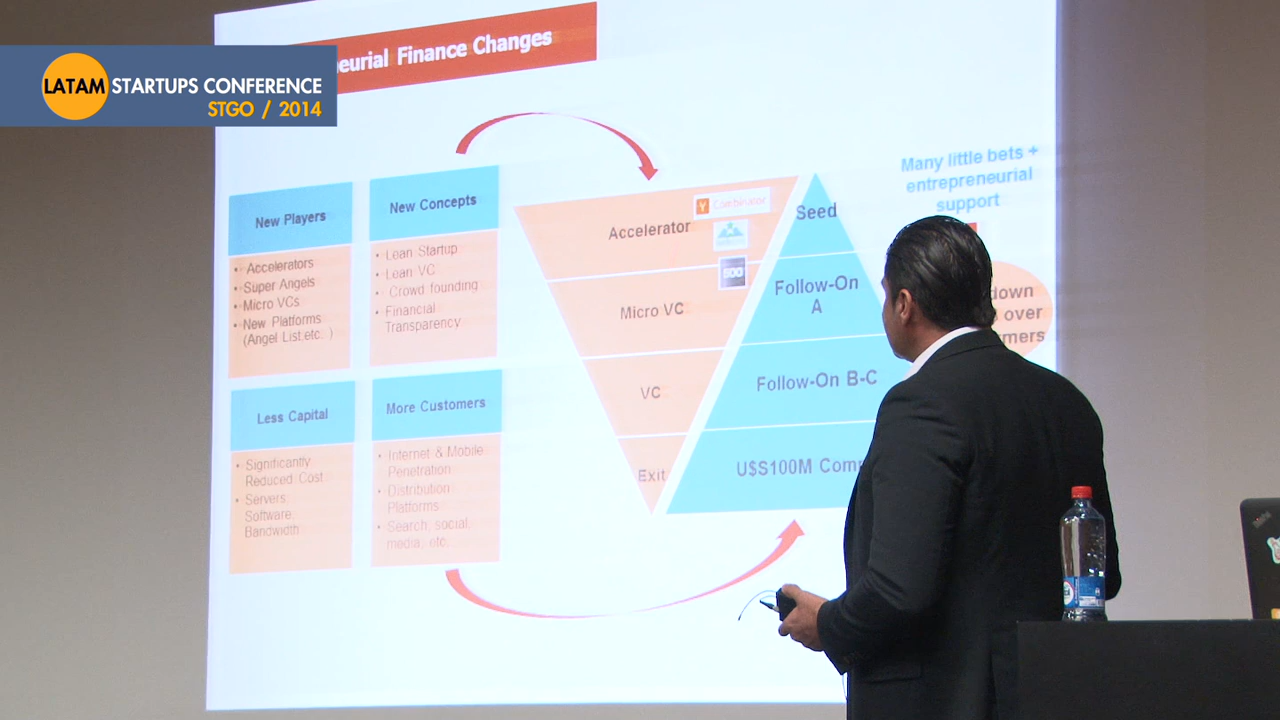 LATAM STARTUPS CONFERENCE
STGO / 2014
neurial Finance Changes
New Players
• Accelerators
• Super Angels
• Micro VCs
• New Platforms
(Angel List.etc. )
New Concepts
• Lean Startup
• Lean VC
• Crowd founding
• Financial
Transparency
Less Capital
• Significantly
Reduced Cost
• Servers
Software
Bandwidth
More Customers
• Internet & Mobile
Penetration
• Distribution
Platforms
• Search, social,
media, etc.
Accelerator
Y Combinator
500
Micro VC
VC
Exit
Seed
Follow-On
A
Follow-On B-C
U$S100M Com
Many little bets +
entrepreneurial
support
down
over
mers